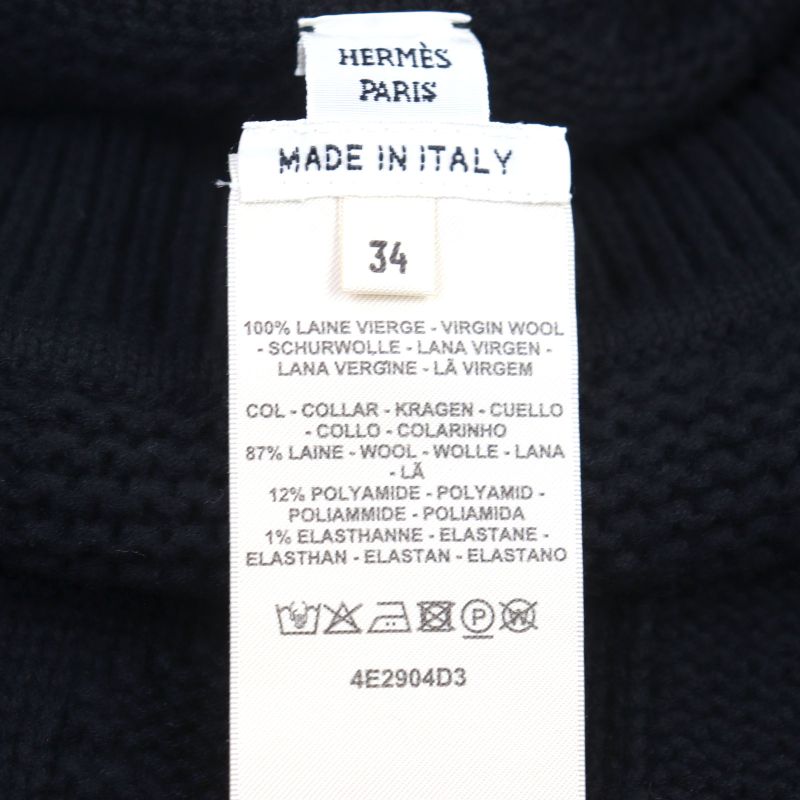 HERMÈS
PARIS
MADE IN ITALY
34
100% LAINE VIERGE - VIRGIN WOOL
- SCHURWOLLE - LANA VIRGEN -
LANA VERGINE - LÃ VIRGEM
COL - COLLAR - KRAGEN - CUELLO
- COLLO - COLARINHO
87% LAINE - WOOL - WOLLE - LANA
- LÃ
12% POLYAMIDE - POLYAMID -
POLIAMMIDE - POLIAMIDA
1% ELASTHANNE - ELASTANE -
ELASTHAN - ELASTAN - ELASTANO
P W
4E2904D3